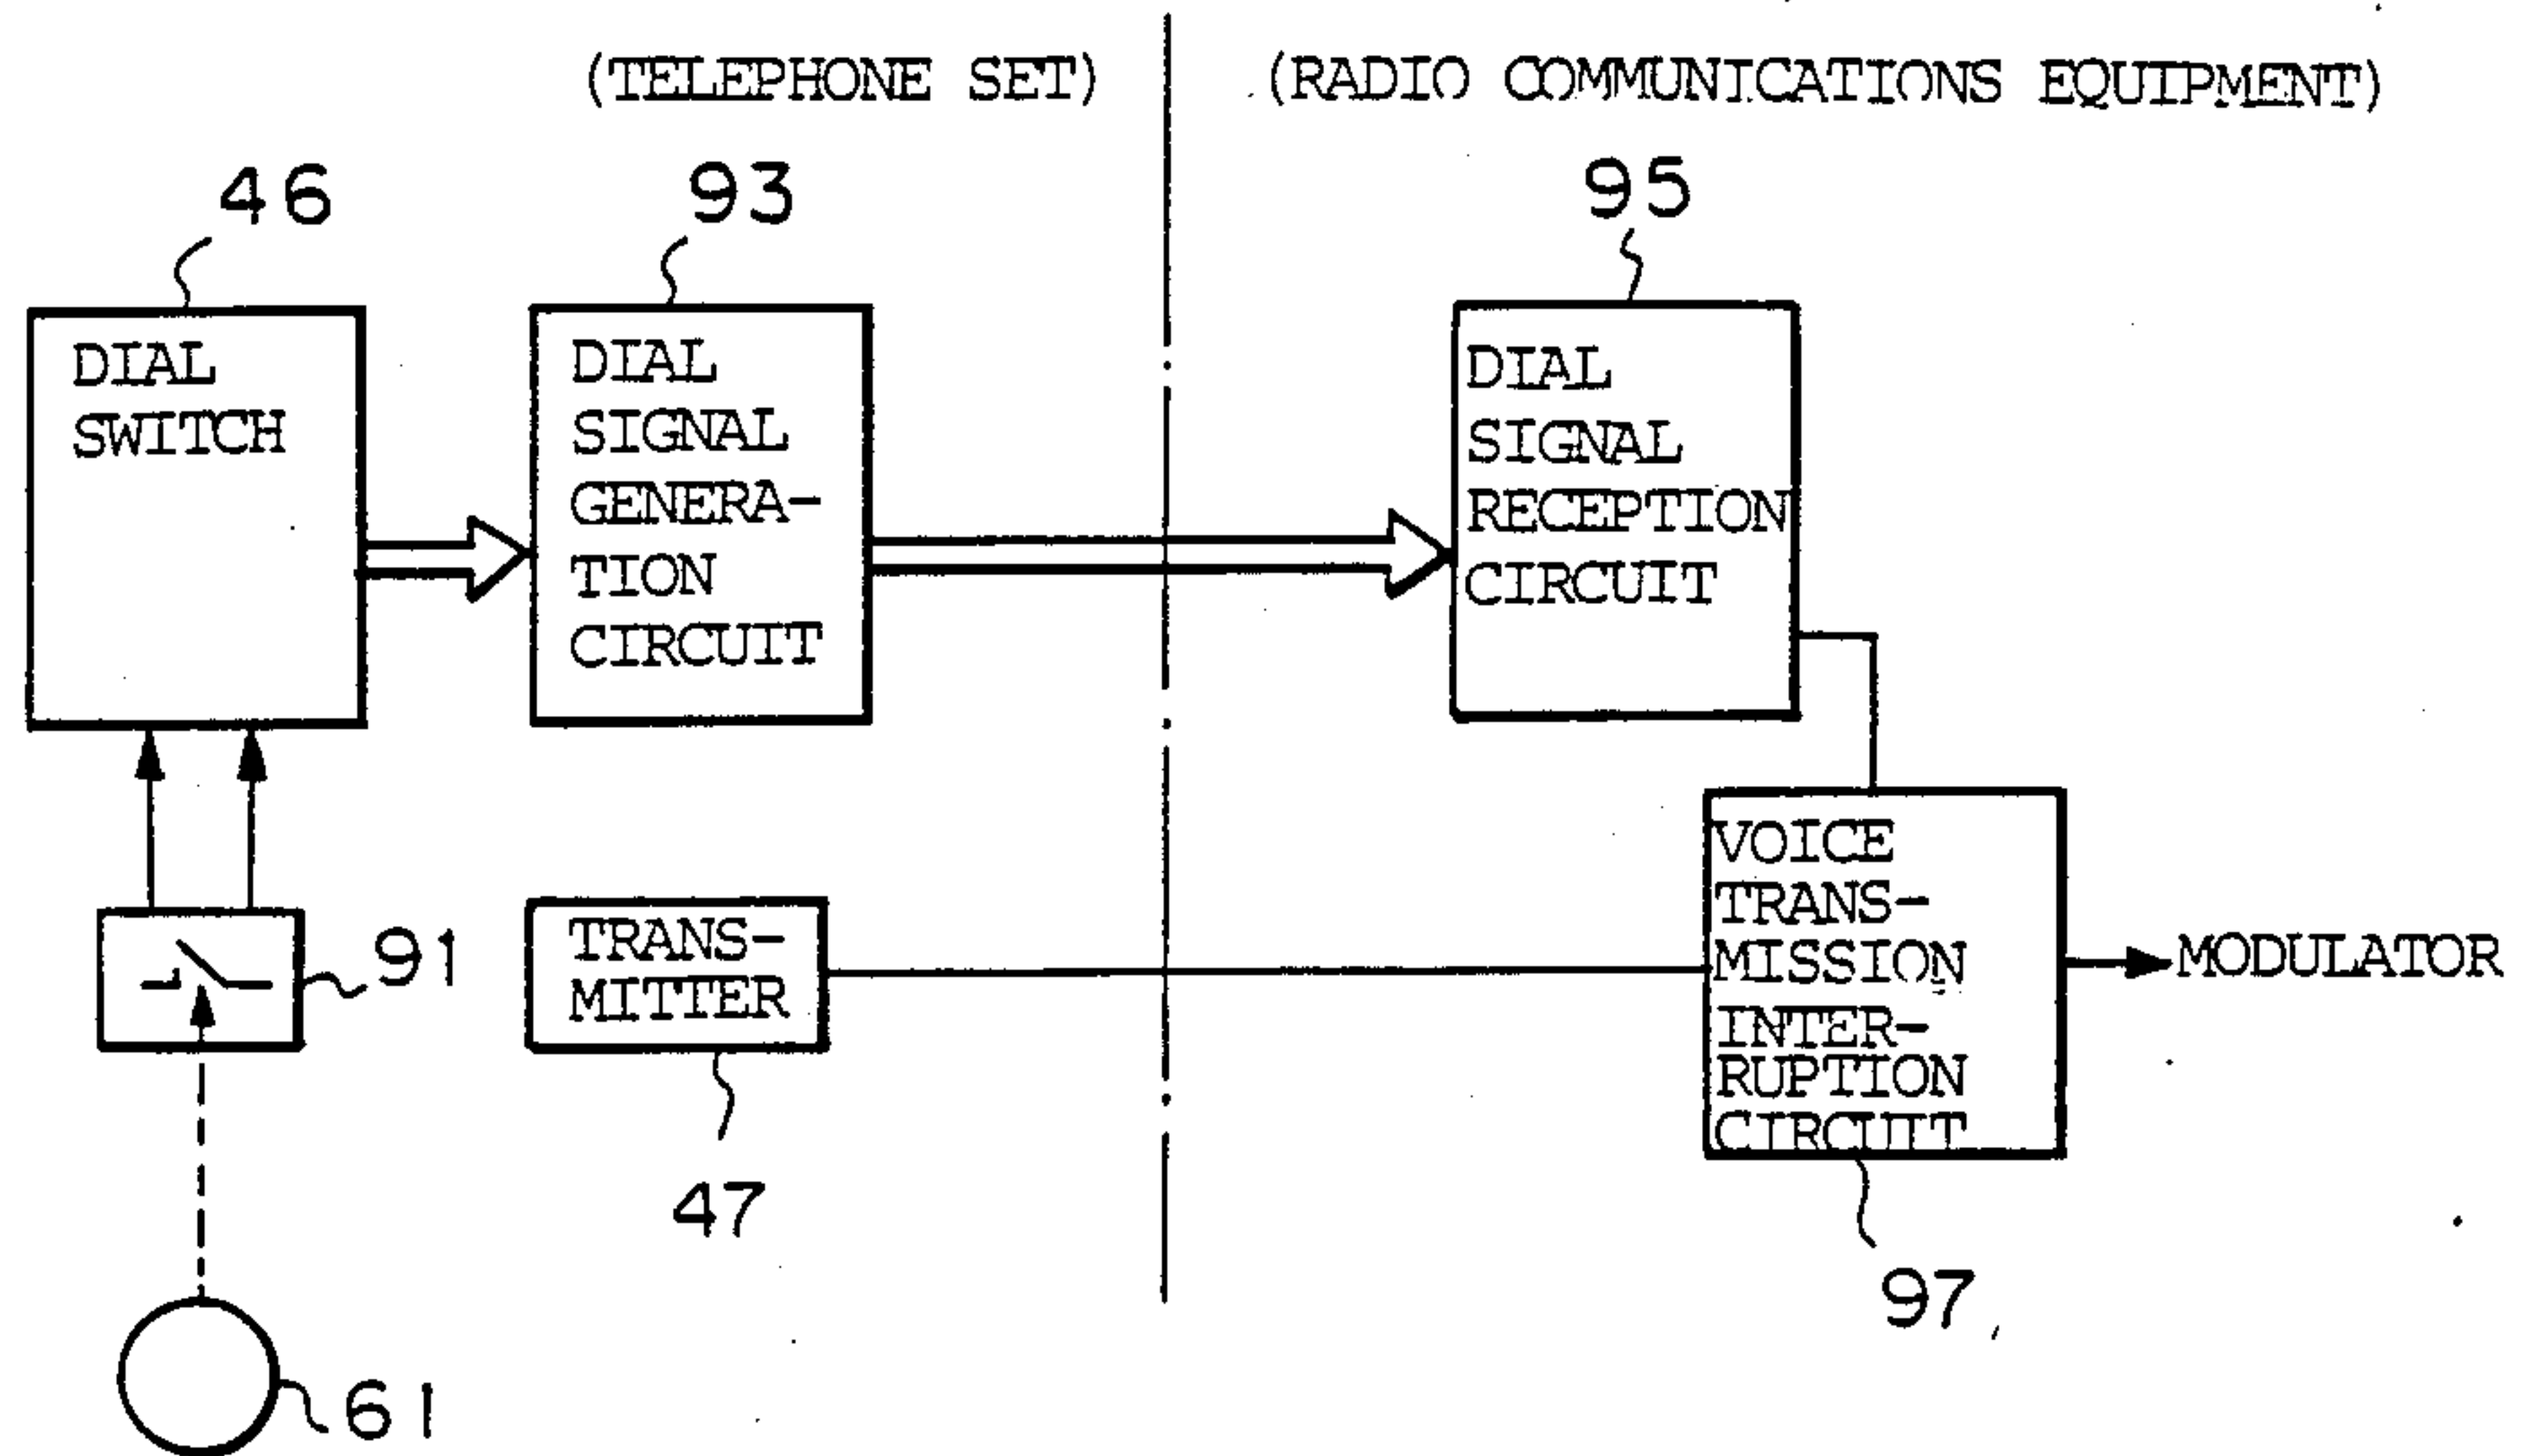 (TELEPHONE SET)
(RADIO COMMUNICATIONS EQUIPMENT)
46
93
95
DIAL
SWITCH
DIAL
SIGNAL
GENERA-
TION
CIRCUIT
DIAL
SIGNAL
RECEPTION
CIRCUIT
91
TRANS-
MITTER
VOICE
TRANS-
MISSION
INTER-
RUPTION
CIRCUIT
MODULATOR
47
97
61